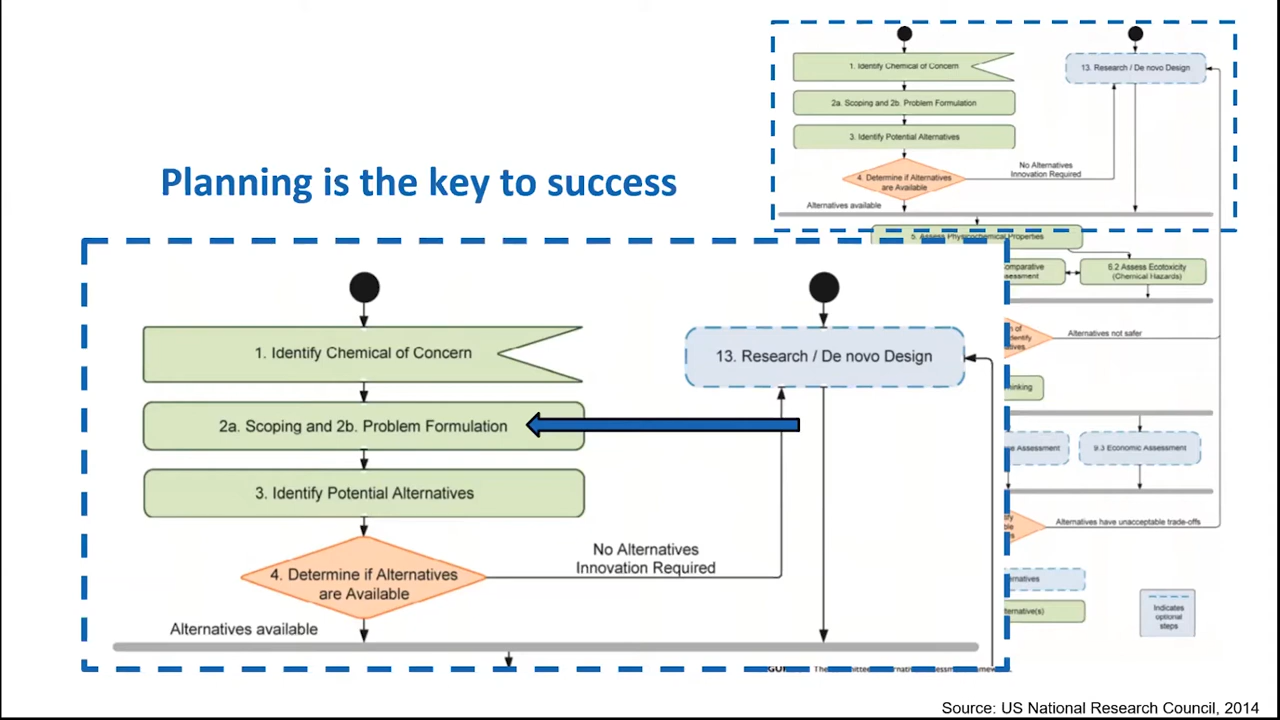 Planning is the key to success
1. Identify Chemical of Concern
13. Research / De novo Design
2a. Scoping and 2b. Problem Formulation
3. Identify Potential Alternatives
No Alternatives
Innovation Required
4. Determine if Alternatives
are Available
Alternatives available
5. Assess Physicochemical Properties
6.2 Assess Ecotoxicity
(Chemical Hazards)
Alternatives not safer
9.3 Economic Assessment
Alternatives have unacceptable trade-offs
Indicates
optional
steps
1. Identify Chemical of Concern
13. Research / De novo Design
2a. Scoping and 2b. Problem Formulation
3. Identify Potential Alternatives
No Alternatives
Innovation Required
4. Determine if Alternatives
are Available
Alternatives available
Source: US National Research Council, 2014